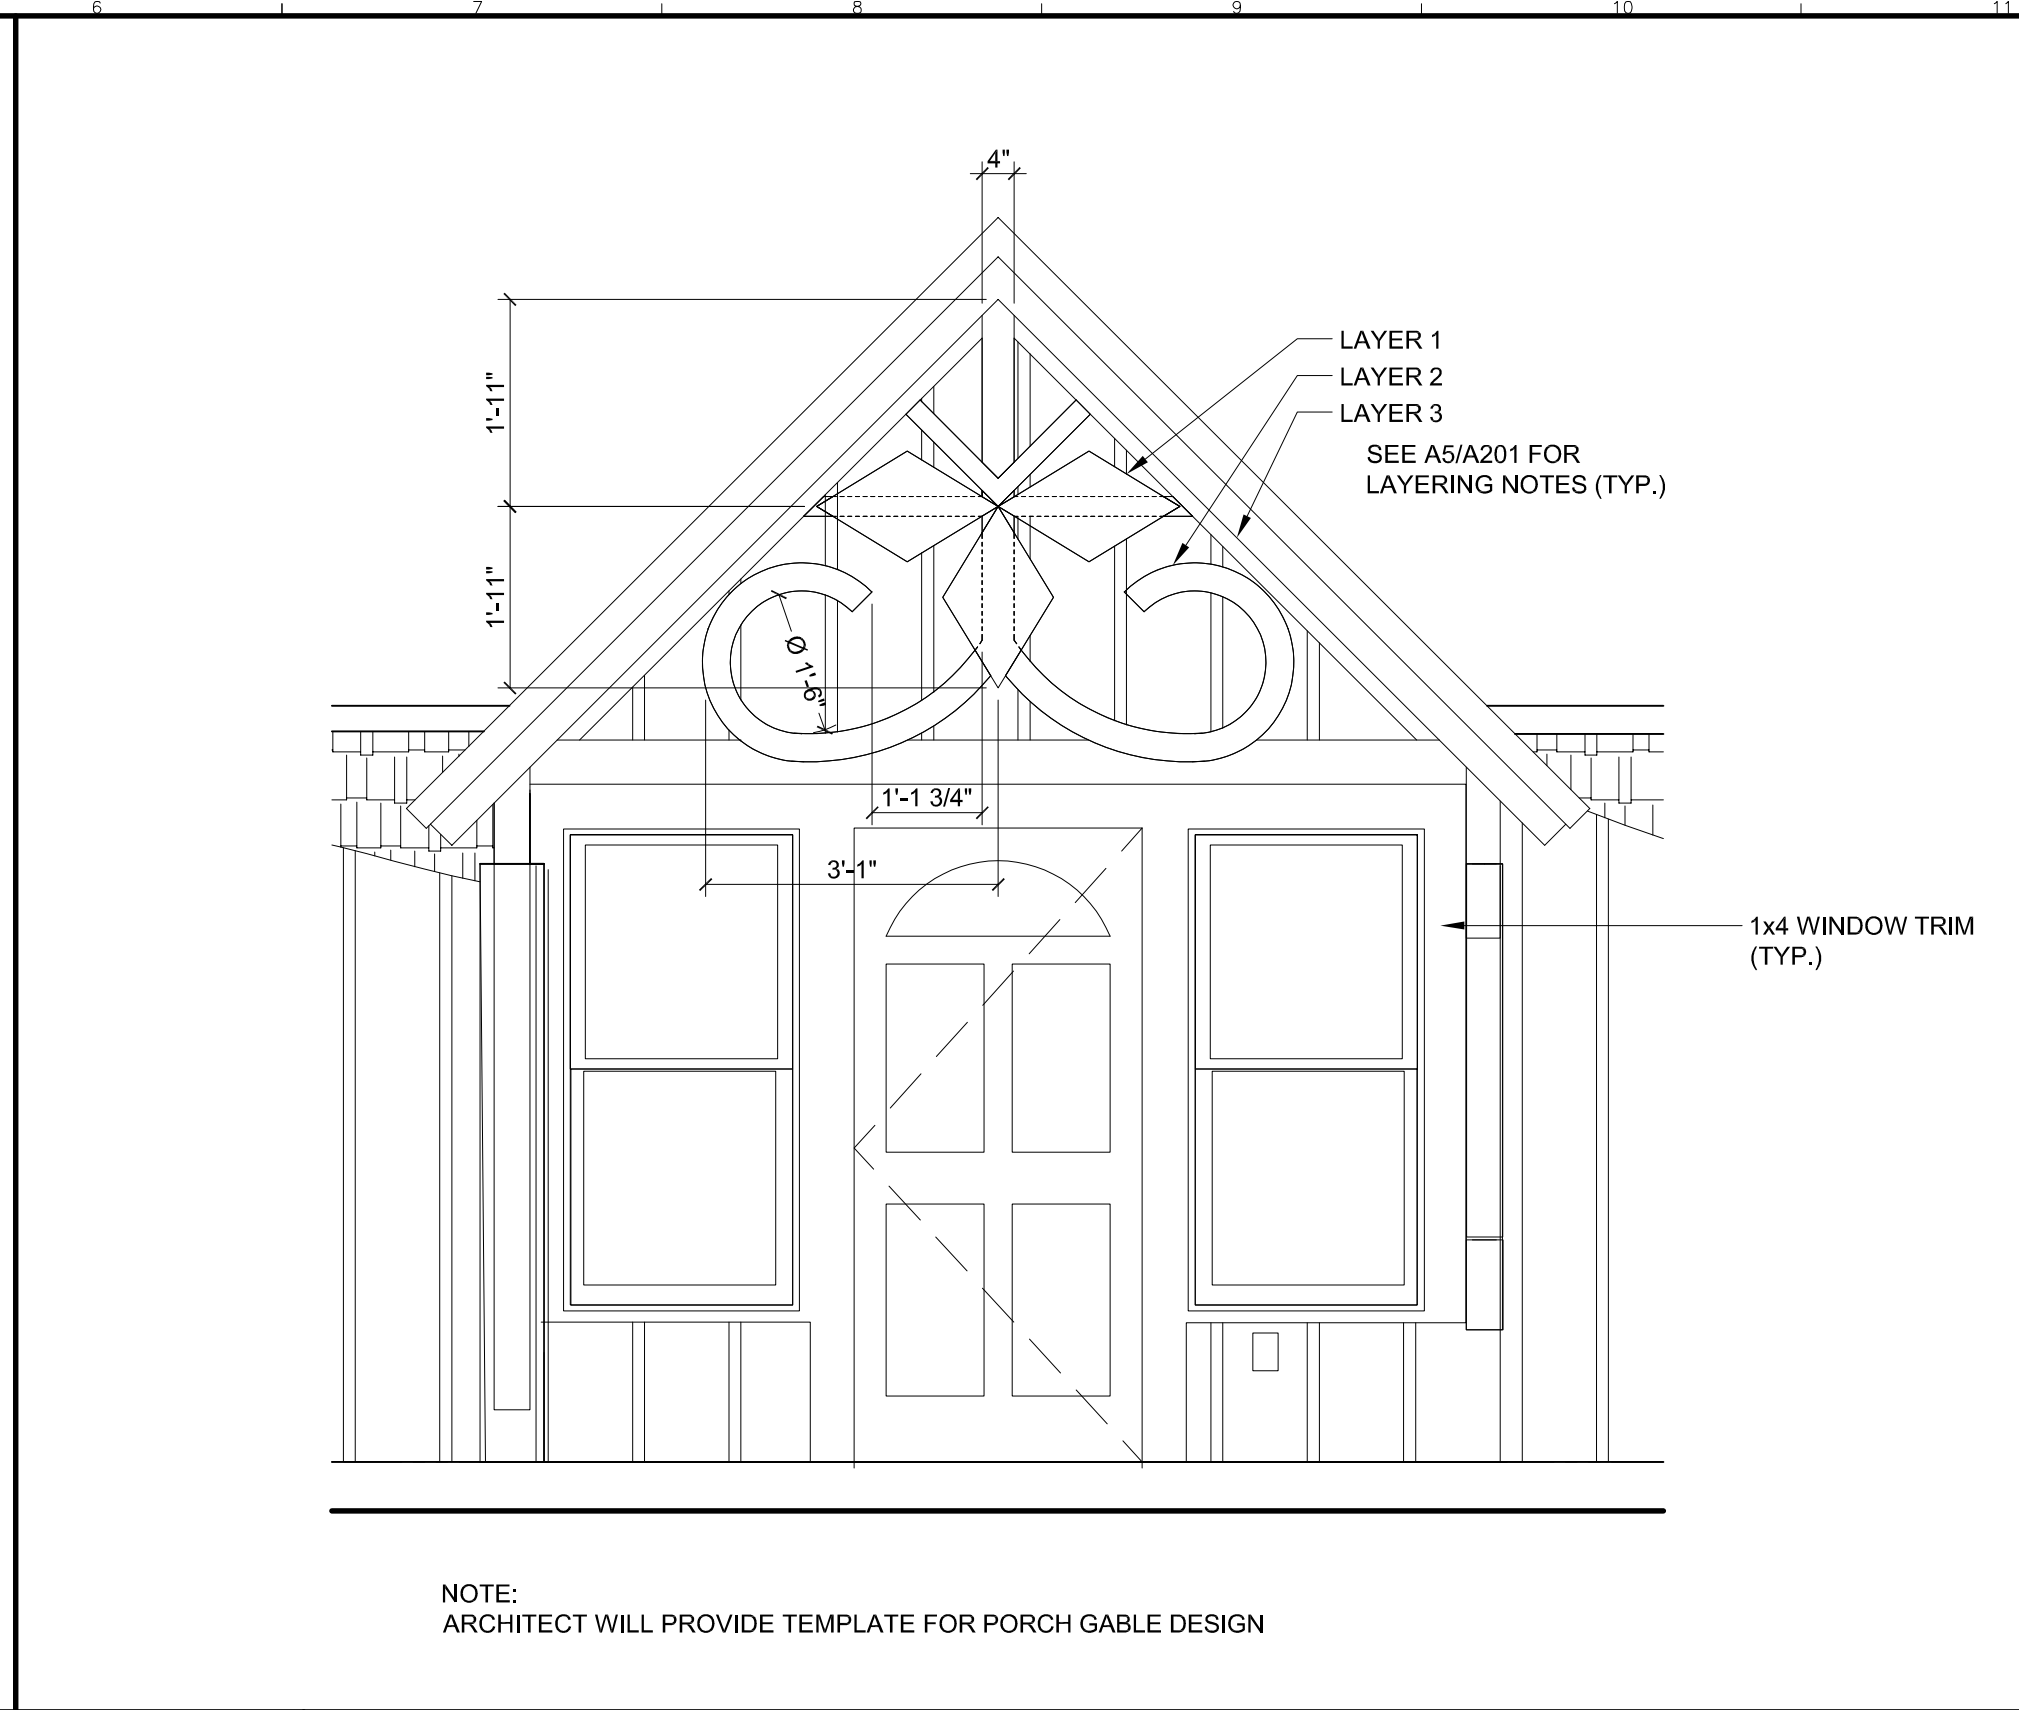 6 7 8 9 10 11
4"
1'-11"
LAYER 1
LAYER 2
LAYER 3
SEE A5/A201 FOR
LAYERING NOTES (TYP.)
1'-11"
Ø 1'-6"
1'-1 3/4"
3'-1"
1x4 WINDOW TRIM
(TYP.)
NOTE:
ARCHITECT WILL PROVIDE TEMPLATE FOR PORCH GABLE DESIGN